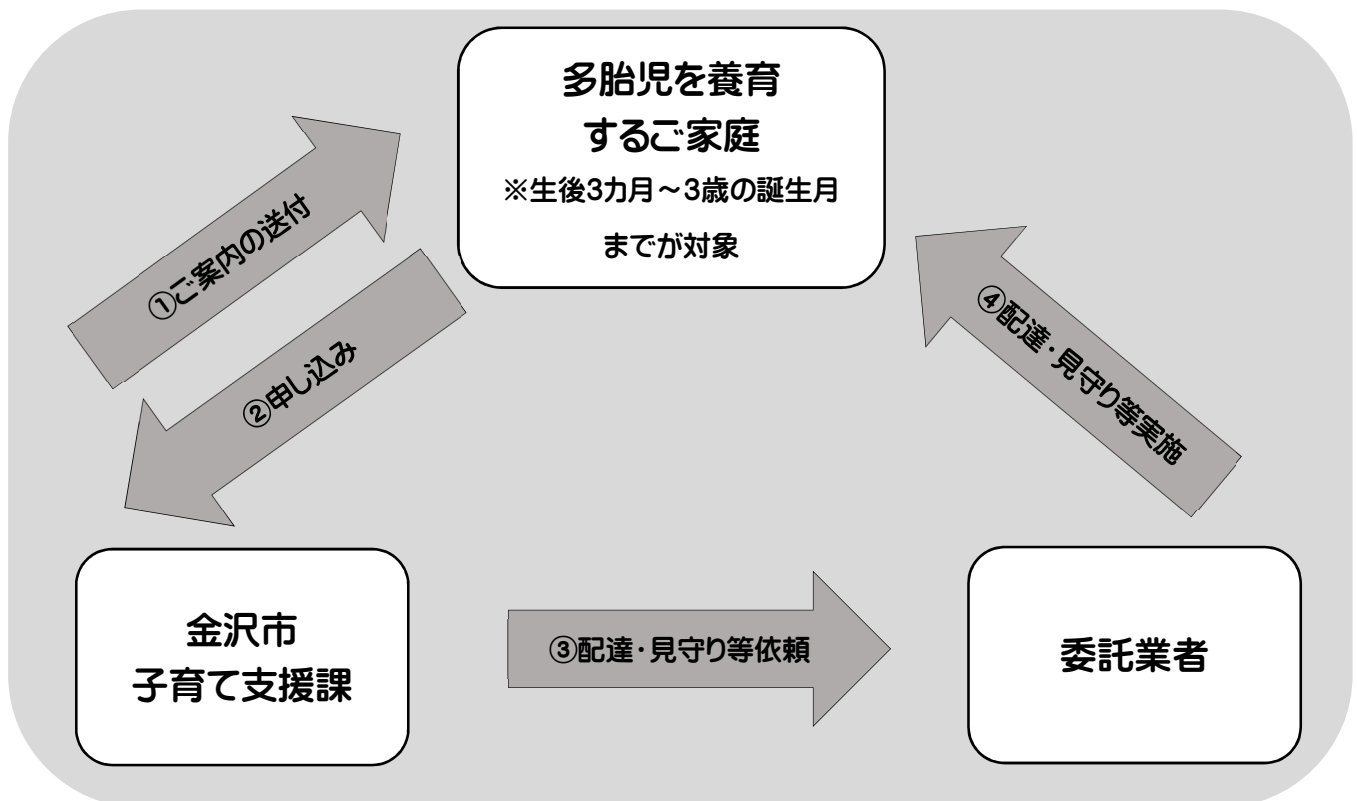 多胎児を養育
するご家庭
※生後3カ月～3歳の誕生月
までが対象
①ご案内の送付
②申し込み
④配達・見守り等実施
金沢市
子育て支援課
③配達・見守り等依頼
委託業者